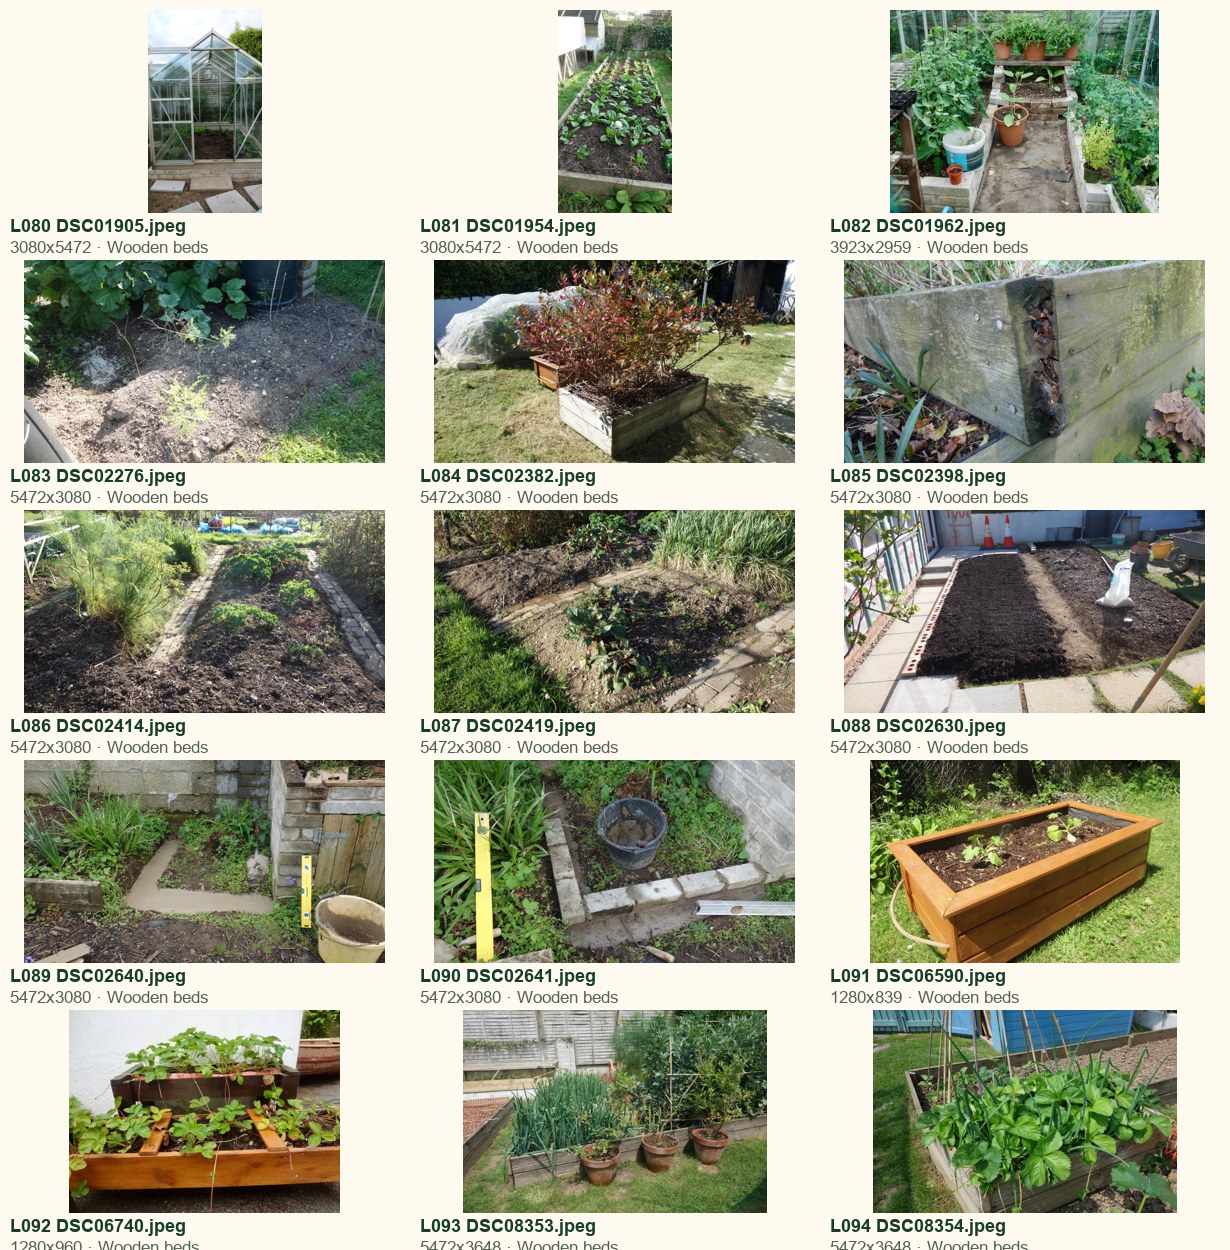 L080 DSC01905.jpeg
3080x5472 · Wooden beds
L081 DSC01954.jpeg
3080x5472 · Wooden beds
L082 DSC01962.jpeg
3923x2959 · Wooden beds
L083 DSC02276.jpeg
5472x3080 · Wooden beds
L084 DSC02382.jpeg
5472x3080 · Wooden beds
L085 DSC02398.jpeg
5472x3080 · Wooden beds
L086 DSC02414.jpeg
5472x3080 · Wooden beds
L087 DSC02419.jpeg
5472x3080 · Wooden beds
L088 DSC02630.jpeg
5472x3080 · Wooden beds
L089 DSC02640.jpeg
5472x3080 · Wooden beds
L090 DSC02641.jpeg
5472x3080 · Wooden beds
L091 DSC06590.jpeg
1280x839 · Wooden beds
L092 DSC06740.jpeg
1280x960 · Wooden beds
L093 DSC08353.jpeg
5472x3648 · Wooden beds
L094 DSC08354.jpeg
5472x3648 · Wooden beds